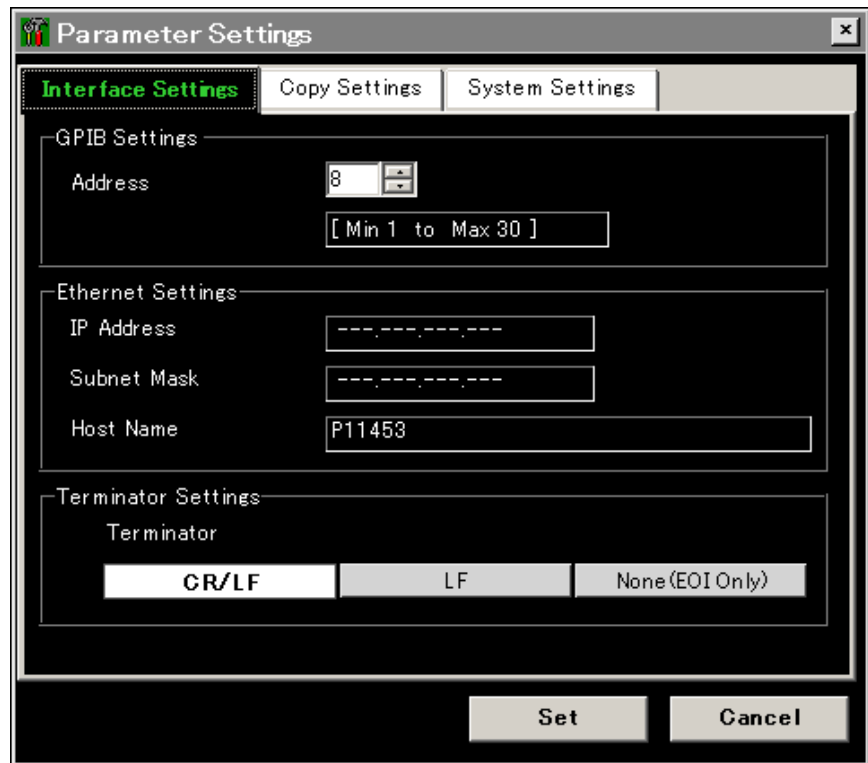 Parameter Settings
Interface Settings Copy Settings System Settings
GPIB Settings
Address 8
[ Min 1 to Max 30 ]
Ethernet Settings
IP Address ---.---.---.---
Subnet Mask ---.---.---.---
Host Name P11453
Terminator Settings
Terminator
CR/LF LF None(EOI Only)
Set Cancel